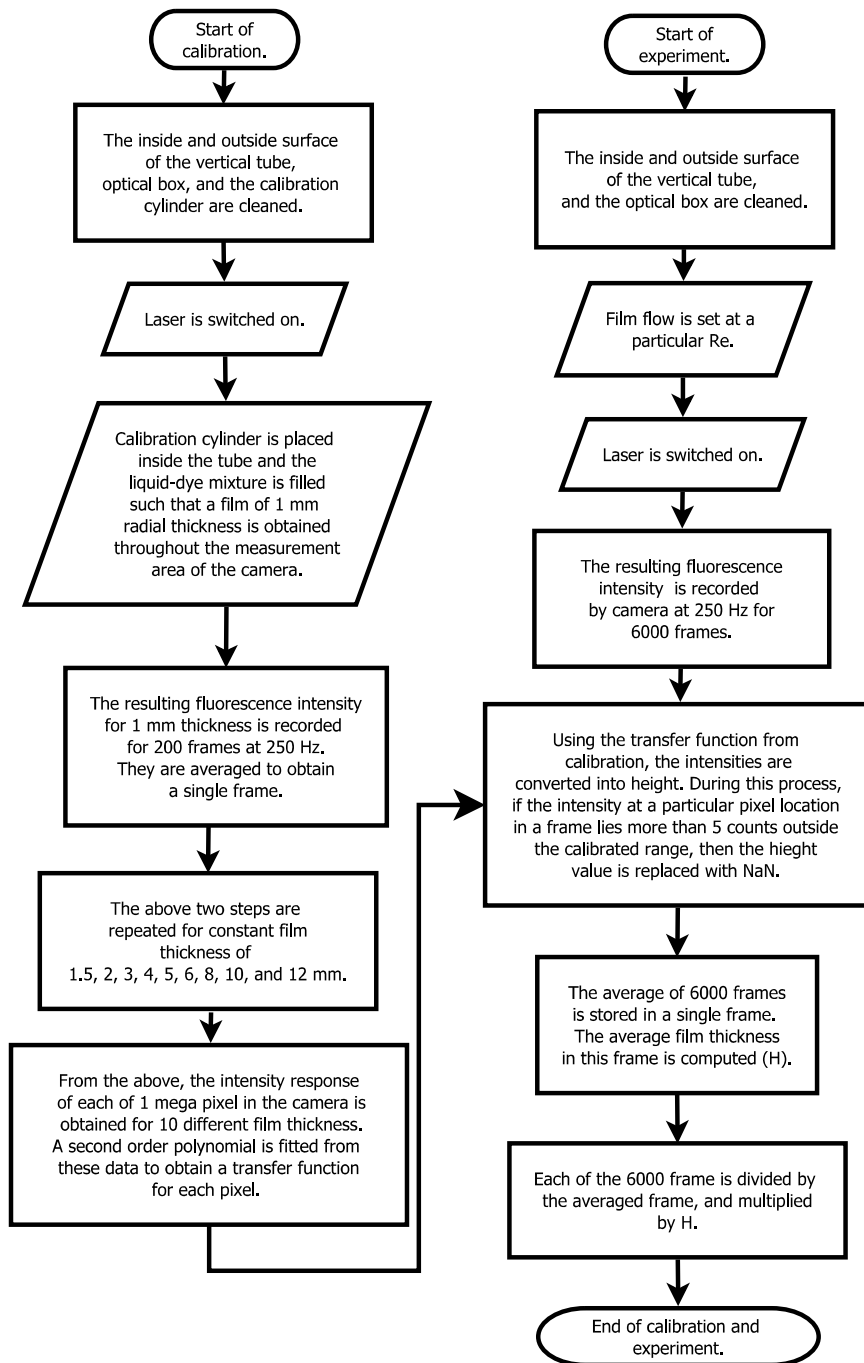 Start of
calibration.
The inside and outside surface
of the vertical tube,
optical box, and the calibration
cylinder are cleaned.
Laser is switched on.
Calibration cylinder is placed
inside the tube and the
liquid-dye mixture is filled
such that a film of 1 mm
radial thickness is obtained
throughout the measurement
area of the camera.
The resulting fluorescence intensity
for 1 mm thickness is recorded
for 200 frames at 250 Hz.
They are averaged to obtain
a single frame.
The above two steps are
repeated for constant film
thickness of
1.5, 2, 3, 4, 5, 6, 8, 10, and 12 mm.
From the above, the intensity response
of each of 1 mega pixel in the camera is
obtained for 10 different film thickness.
A second order polynomial is fitted from
these data to obtain a transfer function
for each pixel.
Start of
experiment.
The inside and outside surface
of the vertical tube,
and the optical box are cleaned.
Film flow is set at a
particular Re.
Laser is switched on.
The resulting fluorescence
intensity is recorded
by camera at 250 Hz for
6000 frames.
Using the transfer function from
calibration, the intensities are
converted into height. During this process,
if the intensity at a particular pixel location
in a frame lies more than 5 counts outside
the calibrated range, then the hieght
value is replaced with NaN.
The average of 6000 frames
is stored in a single frame.
The average film thickness
in this frame is computed (H).
Each of the 6000 frame is divided by
the averaged frame, and multiplied
by H.
End of calibration and
experiment.